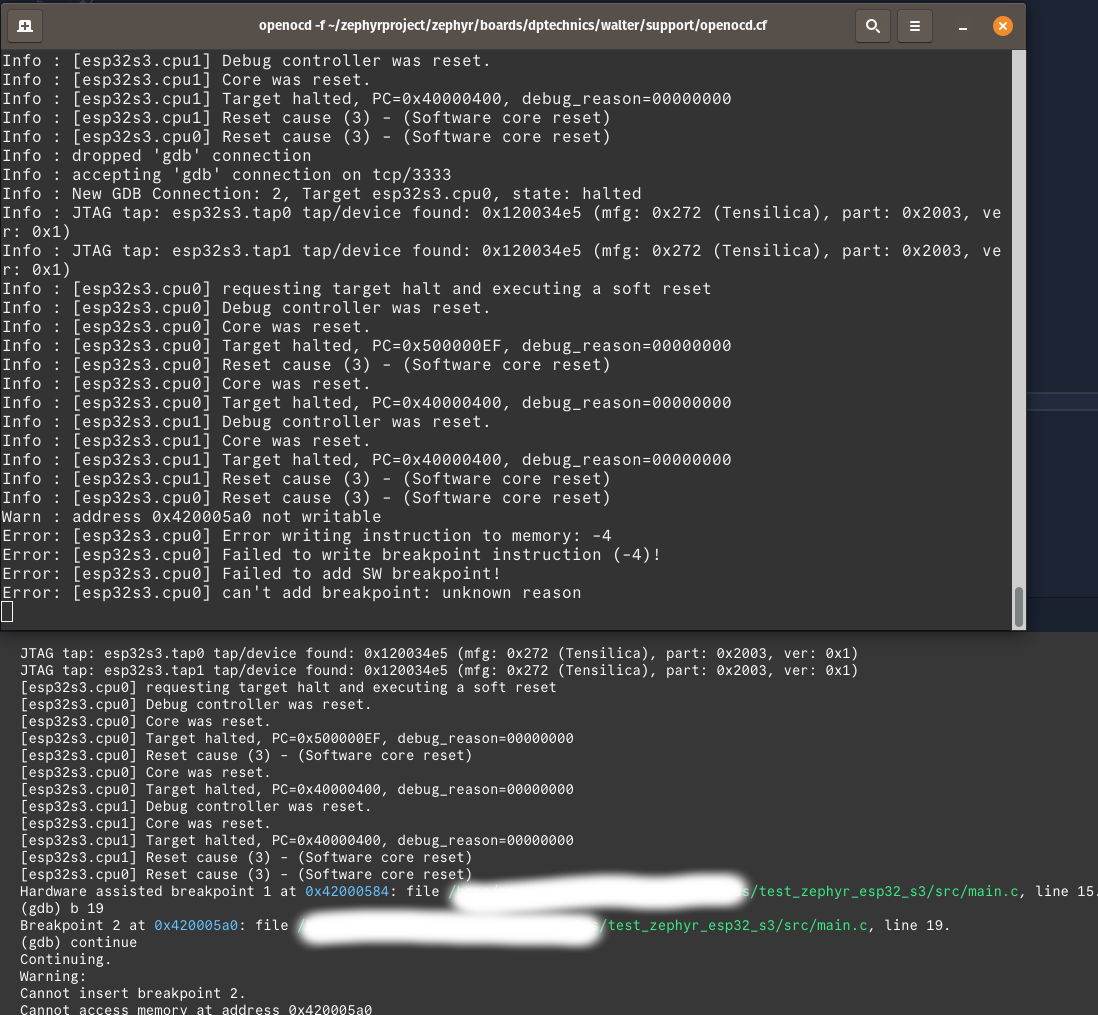 openocd -f ~/zephyrproject/zephyr/boards/dptechnics/walter/support/openocd.cf
Info : [esp32s3.cpu1] Debug controller was reset.
Info : [esp32s3.cpu1] Core was reset.
Info : [esp32s3.cpu1] Target halted, PC=0x40000400, debug_reason=00000000
Info : [esp32s3.cpu1] Reset cause (3) - (Software core reset)
Info : [esp32s3.cpu0] Reset cause (3) - (Software core reset)
Info : dropped 'gdb' connection
Info : accepting 'gdb' connection on tcp/3333
Info : New GDB Connection: 2, Target esp32s3.cpu0, state: halted
Info : JTAG tap: esp32s3.tap0 tap/device found: 0x120034e5 (mfg: 0x272 (Tensilica), part: 0x2003, ve
r: 0x1)
Info : JTAG tap: esp32s3.tap1 tap/device found: 0x120034e5 (mfg: 0x272 (Tensilica), part: 0x2003, ve
r: 0x1)
Info : [esp32s3.cpu0] requesting target halt and executing a soft reset
Info : [esp32s3.cpu0] Debug controller was reset.
Info : [esp32s3.cpu0] Core was reset.
Info : [esp32s3.cpu0] Target halted, PC=0x500000EF, debug_reason=00000000
Info : [esp32s3.cpu0] Reset cause (3) - (Software core reset)
Info : [esp32s3.cpu0] Core was reset.
Info : [esp32s3.cpu0] Target halted, PC=0x40000400, debug_reason=00000000
Info : [esp32s3.cpu1] Debug controller was reset.
Info : [esp32s3.cpu1] Core was reset.
Info : [esp32s3.cpu1] Target halted, PC=0x40000400, debug_reason=00000000
Info : [esp32s3.cpu1] Reset cause (3) - (Software core reset)
Info : [esp32s3.cpu0] Reset cause (3) - (Software core reset)
Warn : address 0x420005a0 not writable
Error: [esp32s3.cpu0] Error writing instruction to memory: -4
Error: [esp32s3.cpu0] Failed to write breakpoint instruction (-4)!
Error: [esp32s3.cpu0] Failed to add SW breakpoint!
Error: [esp32s3.cpu0] can't add breakpoint: unknown reason
JTAG tap: esp32s3.tap0 tap/device found: 0x120034e5 (mfg: 0x272 (Tensilica), part: 0x2003, ver: 0x1)
JTAG tap: esp32s3.tap1 tap/device found: 0x120034e5 (mfg: 0x272 (Tensilica), part: 0x2003, ver: 0x1)
[esp32s3.cpu0] requesting target halt and executing a soft reset
[esp32s3.cpu0] Debug controller was reset.
[esp32s3.cpu0] Core was reset.
[esp32s3.cpu0] Target halted, PC=0x500000EF, debug_reason=00000000
[esp32s3.cpu0] Reset cause (3) - (Software core reset)
[esp32s3.cpu0] Core was reset.
[esp32s3.cpu0] Target halted, PC=0x40000400, debug_reason=00000000
[esp32s3.cpu1] Debug controller was reset.
[esp32s3.cpu1] Core was reset.
[esp32s3.cpu1] Target halted, PC=0x40000400, debug_reason=00000000
[esp32s3.cpu1] Reset cause (3) - (Software core reset)
[esp32s3.cpu0] Reset cause (3) - (Software core reset)
Hardware assisted breakpoint 1 at 0x42000584: file / s/test_zephyr_esp32_s3/src/main.c, line 15.
(gdb) b 19
Breakpoint 2 at 0x420005a0: file / /test_zephyr_esp32_s3/src/main.c, line 19.
(gdb) continue
Continuing.
Warning:
Cannot insert breakpoint 2.
Cannot access memory at address 0x420005a0